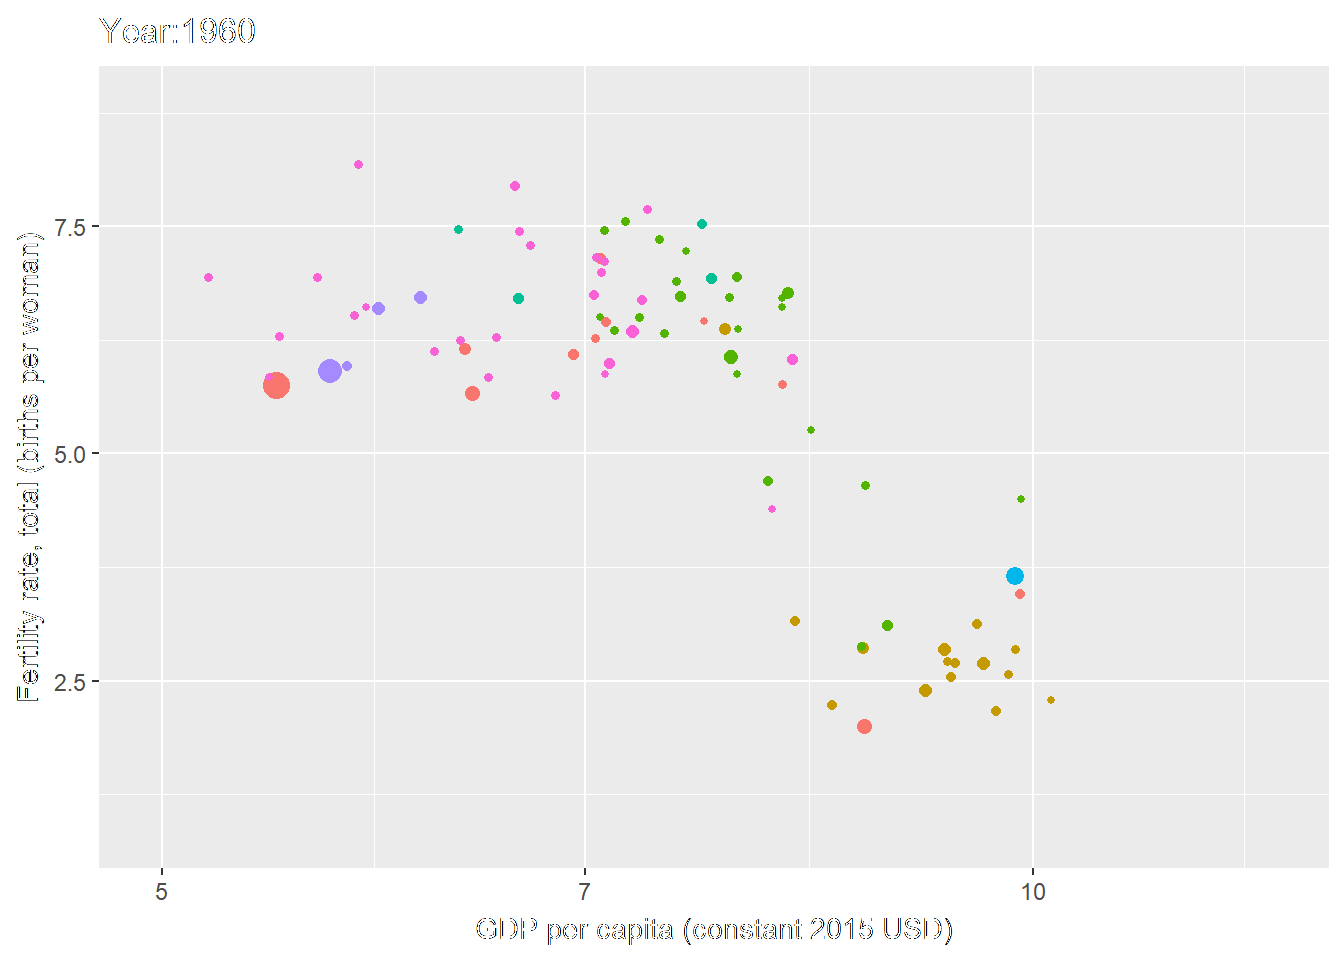 Year:1960
Fertility rate, total (births per woman)
7.5
5.0
2.5
5
7
10
GDP per capita (constant 2015 USD)